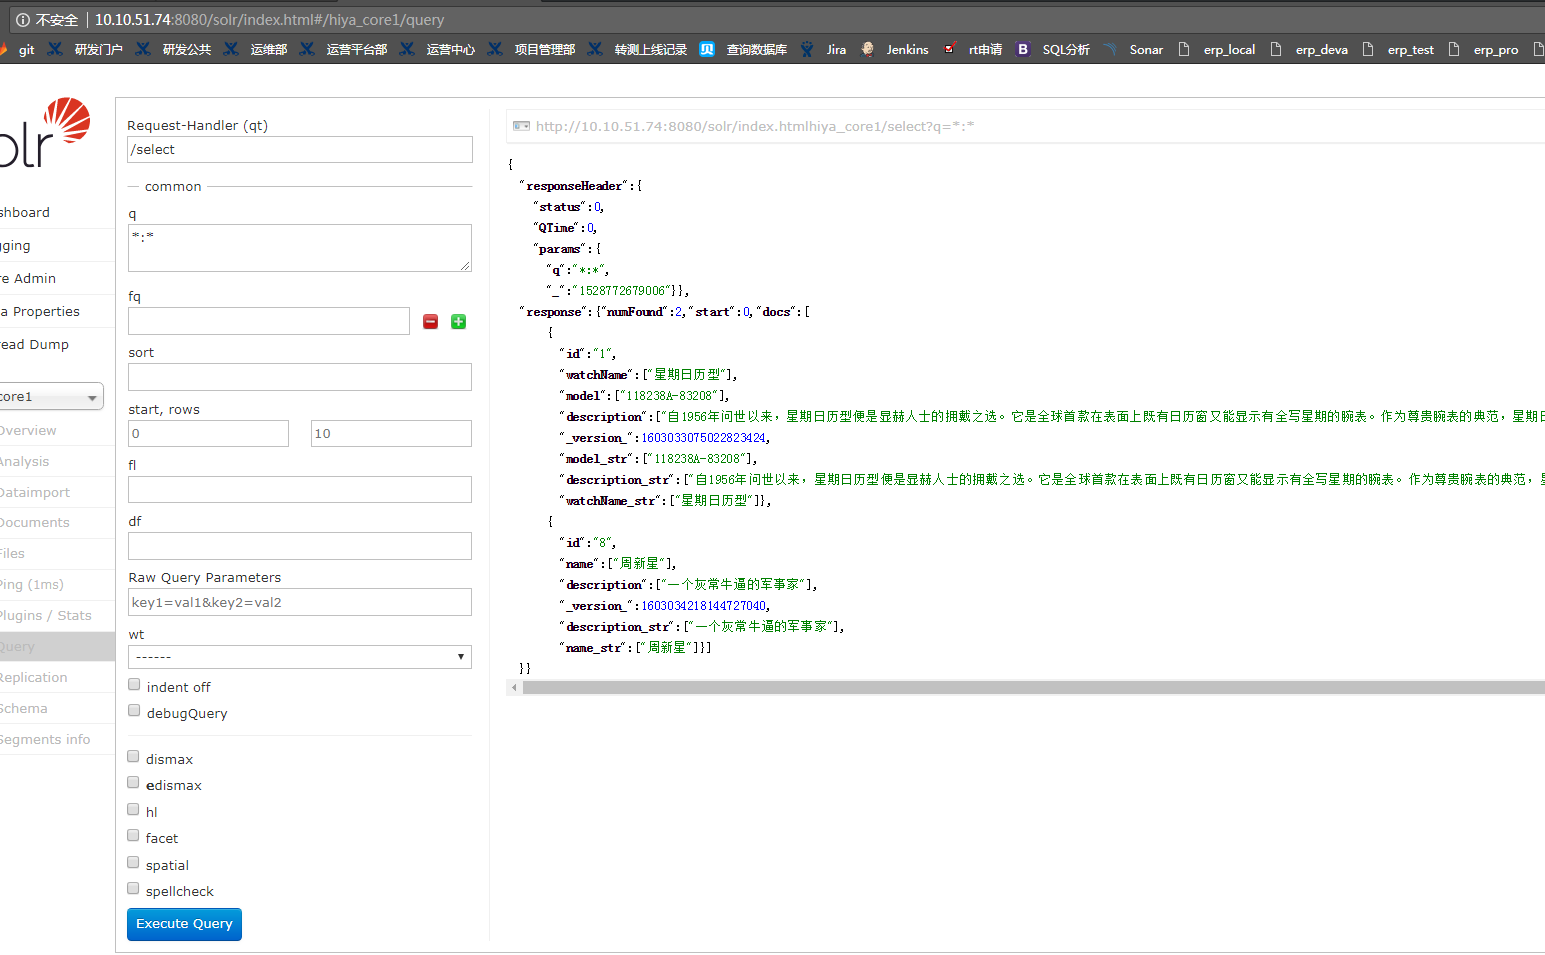 不安全 10.10.51.74:8080/solr/index.html#/hiya_core1/query
git 研发门户 研发公共 运维部 运营平台部 运营中心 项目管理部 转测上线记录 查询数据库 Jira Jenkins rt申请 SQL分析 Sonar erp_local erp_deva erp_test erp_pro
olr
shboard
gging
re Admin
a Properties
read Dump
core1
Overview
Analysis
Dataimport
Documents
Files
Ping (1ms)
Plugins / Stats
Query
Replication
Schema
Segments info
Request-Handler (qt)
/select
common
q
*:*
fq
sort
start, rows
0 10
fl
df
Raw Query Parameters
key1=val1&key2=val2
wt
------
indent off
debugQuery
dismax
edismax
hl
facet
spatial
spellcheck
Execute Query
http://10.10.51.74:8080/solr/index.htmlhiya_core1/select?q=*:*
{
"responseHeader":{
"status":0,
"QTime":0,
"params":{
"q":"*:*",
"_":"1528772679006"}},
"response":{"numFound":2,"start":0,"docs":[
{
"id":"1",
"watchName":["星期日历型"],
"model":["118238A-83208"],
"description":["自1956年问世以来，星期日历型便是显赫人士的拥戴之选。它是全球首款在表面上既有日历窗又能显示有全写星期的腕表。作为尊贵腕表的典范，星期日
"_version_":1603033075022823424,
"model_str":["118238A-83208"],
"description_str":["自1956年问世以来，星期日历型便是显赫人士的拥戴之选。它是全球首款在表面上既有日历窗又能显示有全写星期的腕表。作为尊贵腕表的典范，星
"watchName_str":["星期日历型"]},
{
"id":"8",
"name":["周新星"],
"description":["一个灰常牛逼的军事家"],
"_version_":1603034218144727040,
"description_str":["一个灰常牛逼的军事家"],
"name_str":["周新星"]}]
}}